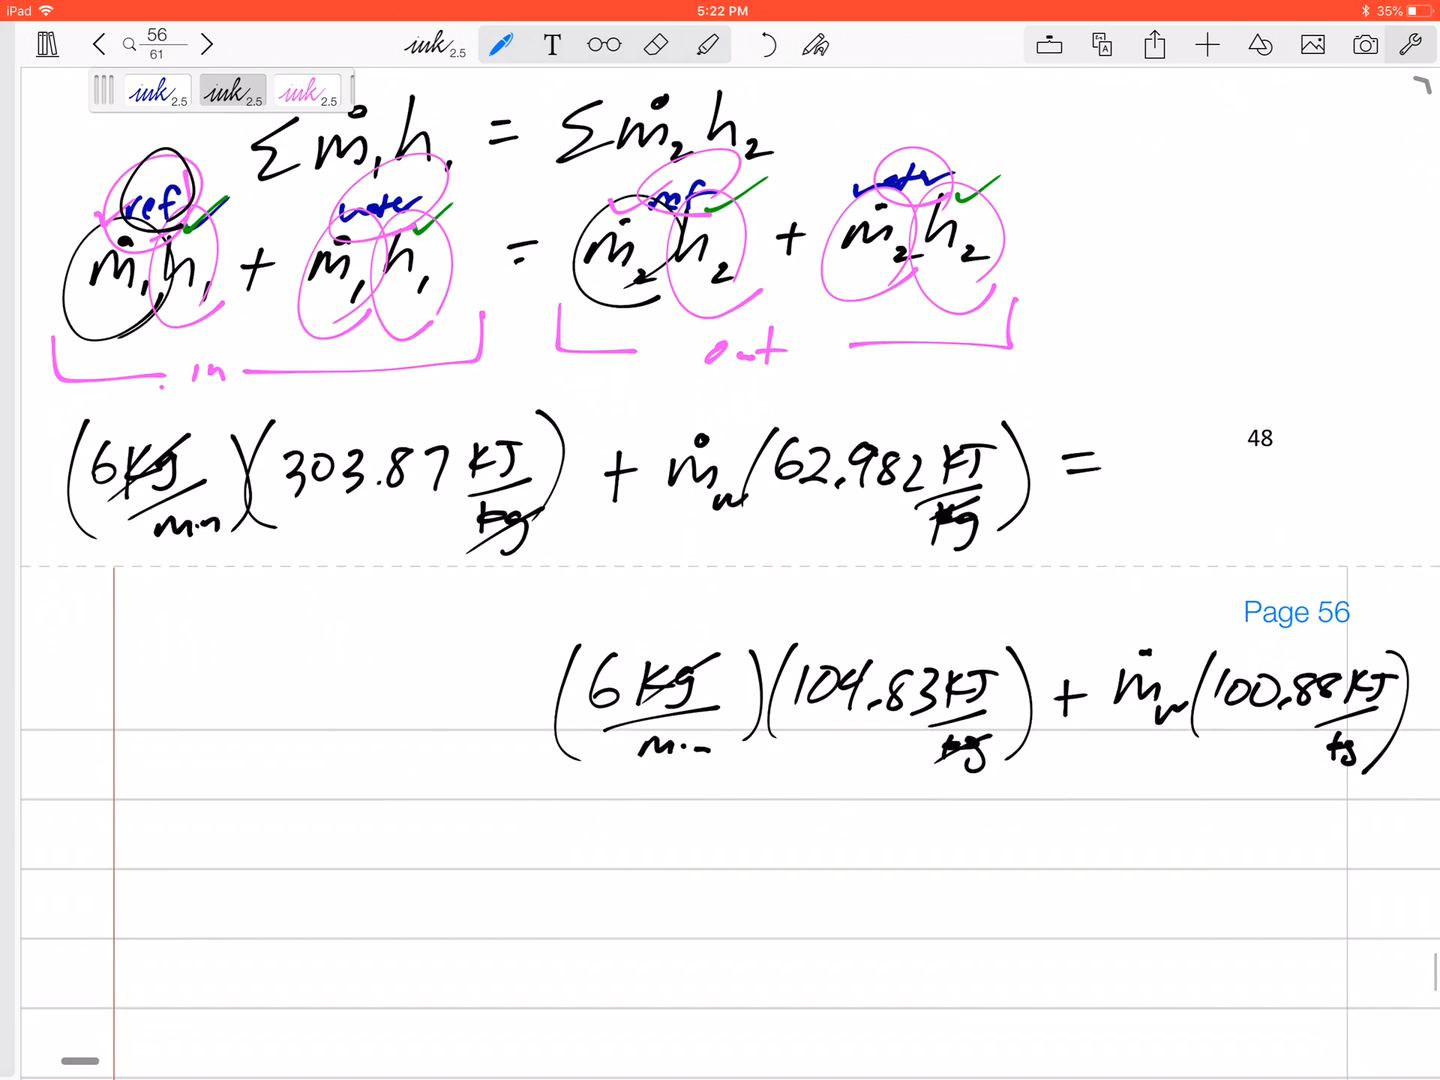 iPad 5:22 PM 35%
56
61
ink 2.5 T
ink 2.5 ink 2.5 ink 2.5
Σṁ₁h₁ = Σṁ₂h₂
ref water ref water
ṁ₁h₁ + ṁ₁h₁ = ṁ₂h₂ + ṁ₂h₂
in out
(6 kg/min)(303.87 kJ/kg) + ṁw(62.982 kJ/kg) =
48
Page 56
(6 kg/min)(104.83 kJ/kg) + ṁw(100.88 kJ/kg)